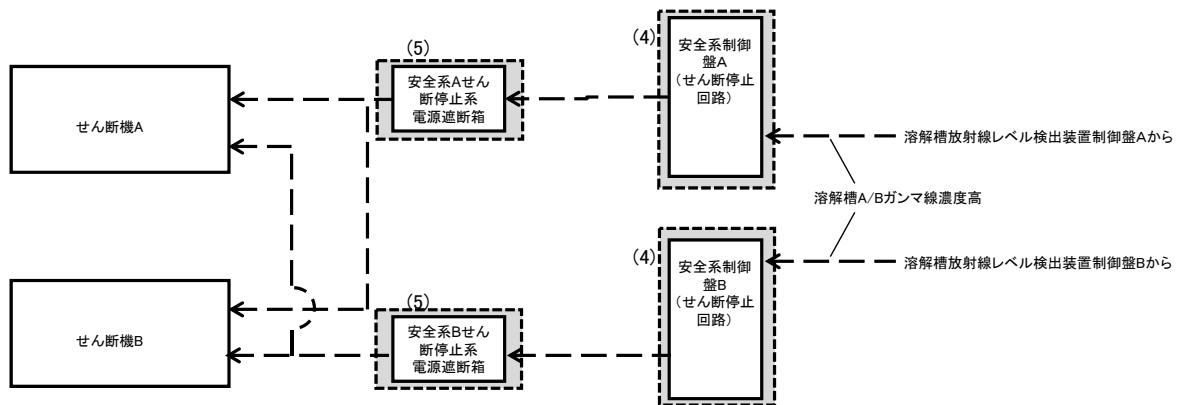 (4)
(5)
安全系制御
盤A
(せん断停止
回路)
安全系Aせん
断停止系
電源遮断箱
せん断機A
溶解槽放射線レベル検出装置制御盤Aから
溶解槽A/Bガンマ線濃度高
(4)
安全系制御
盤B
(せん断停止
回路)
溶解槽放射線レベル検出装置制御盤Bから
(5)
安全系Bせん
断停止系
電源遮断箱
せん断機B